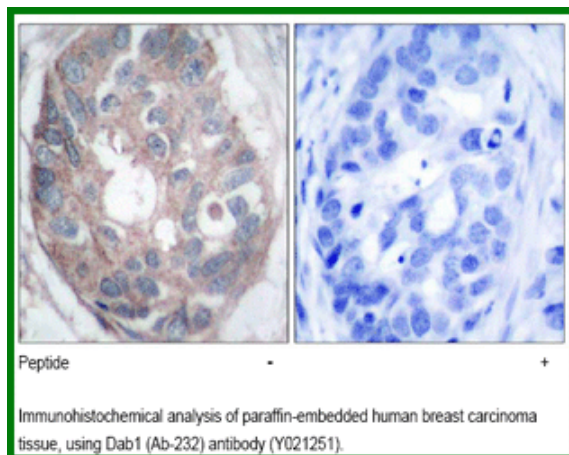 Peptide - +
Immunohistochemical analysis of paraffin-embedded human breast carcinoma
tissue, using Dab1 (Ab-232) antibody (Y021251).